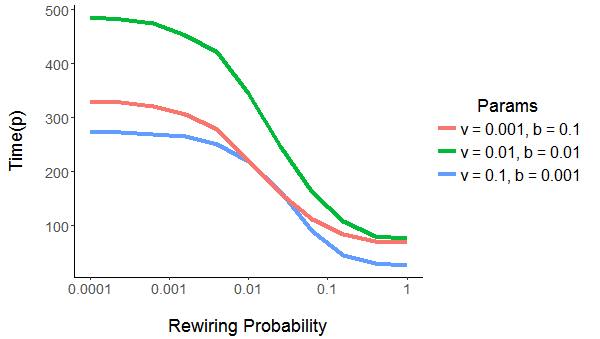 500
400
300
200
100
Time(p)
0.0001 0.001 0.01 0.1 1
Rewiring Probability
Params
v = 0.001, b = 0.1
v = 0.01, b = 0.01
v = 0.1, b = 0.001